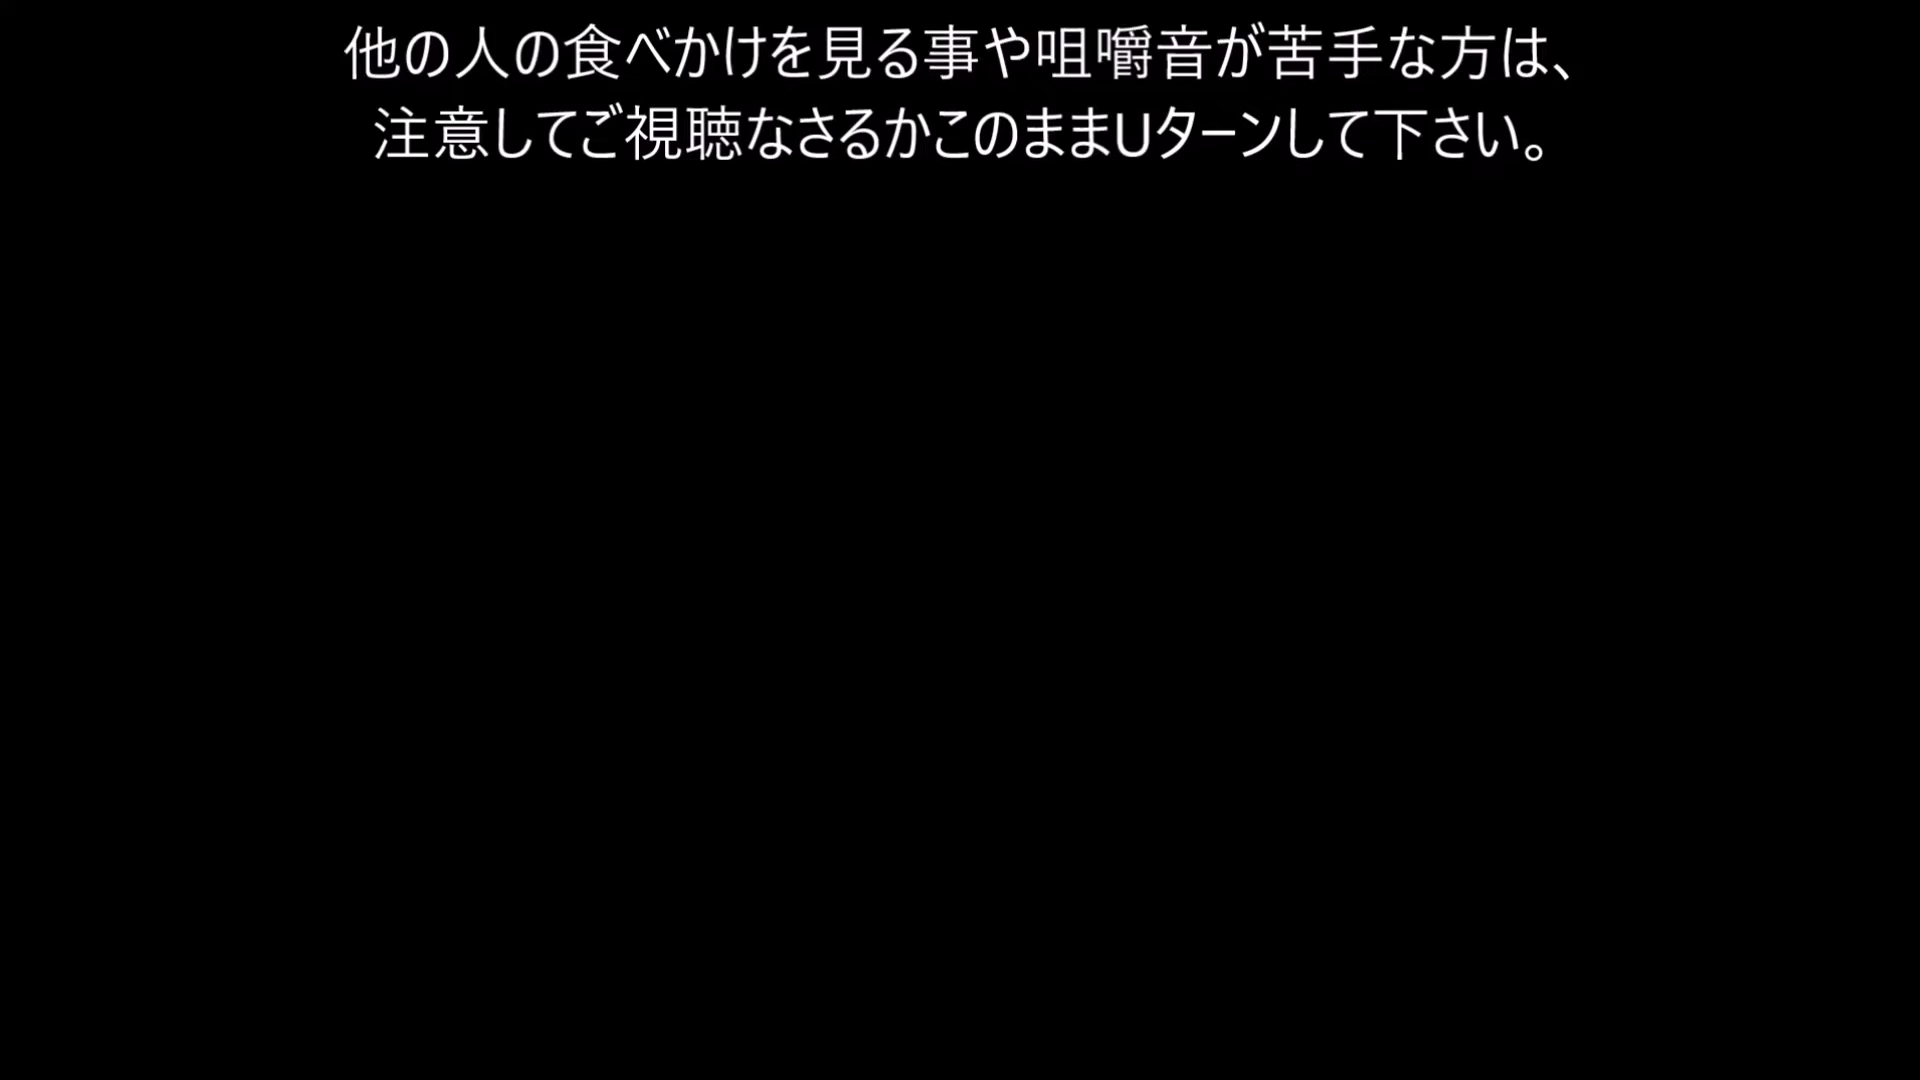 他の人の食べかけを見る事や咀嚼音が苦手な方は、
注意してご視聴なさるかこのままUターンして下さい。